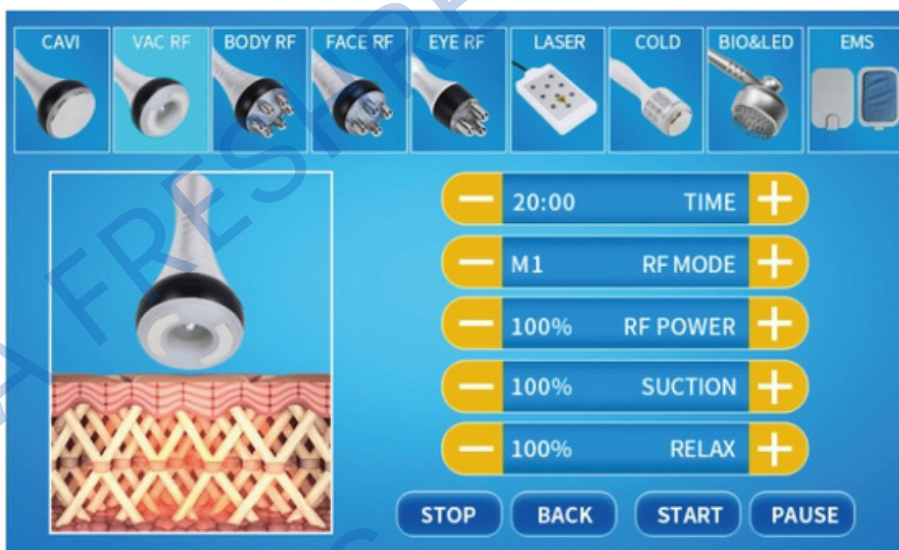 CAVI
VAC RF
BODY RF
FACE RF
EYE RF
LASER
COLD
BIO&LED
EMS
20:00 TIME
M1 RF MODE
100% RF POWER
100% SUCTION
100% RELAX
STOP BACK START PAUSE
A FRESHRE